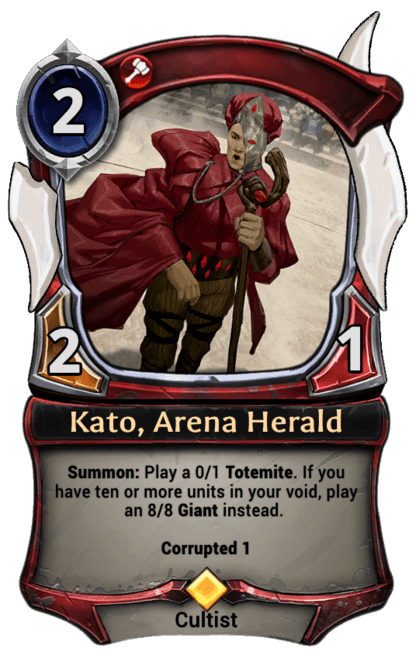 2
2
1
Kato, Arena Herald
Summon: Play a 0/1 Totemite. If you
have ten or more units in your void, play
an 8/8 Giant instead.
Corrupted 1
Cultist